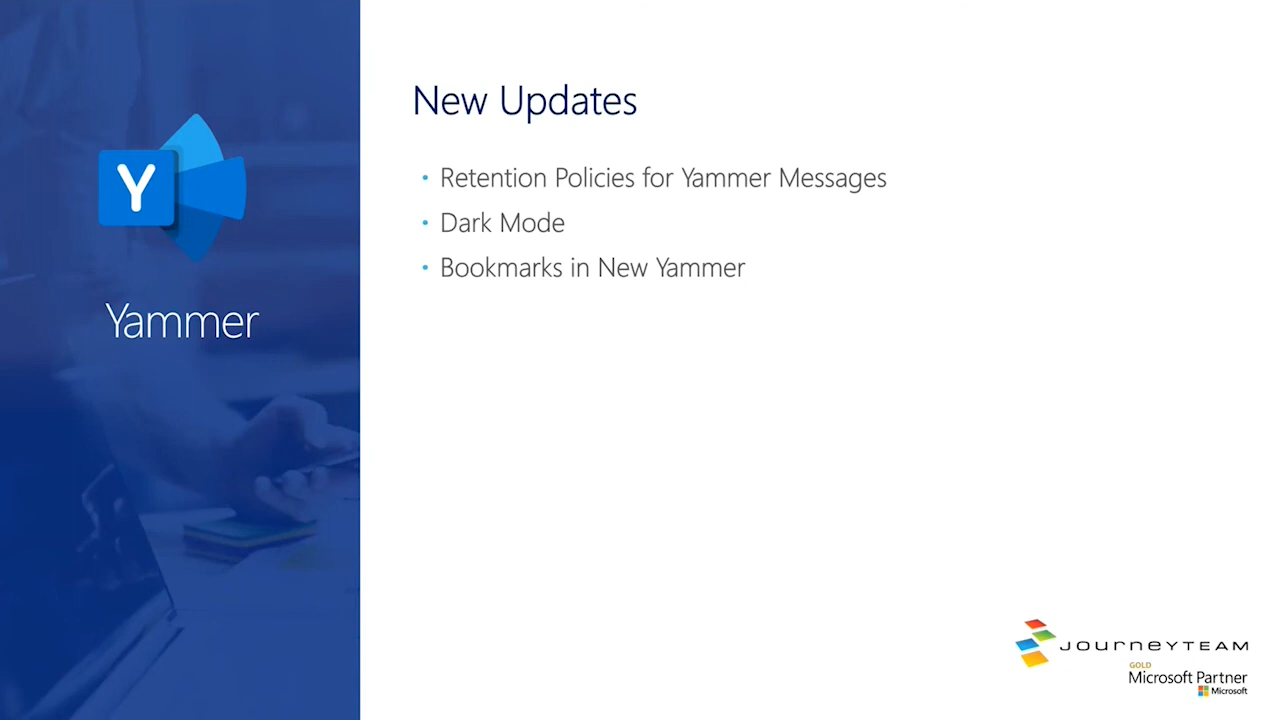 Y
Yammer
New Updates
• Retention Policies for Yammer Messages
• Dark Mode
• Bookmarks in New Yammer
JOURNEYTEAM
GOLD
Microsoft Partner
Microsoft